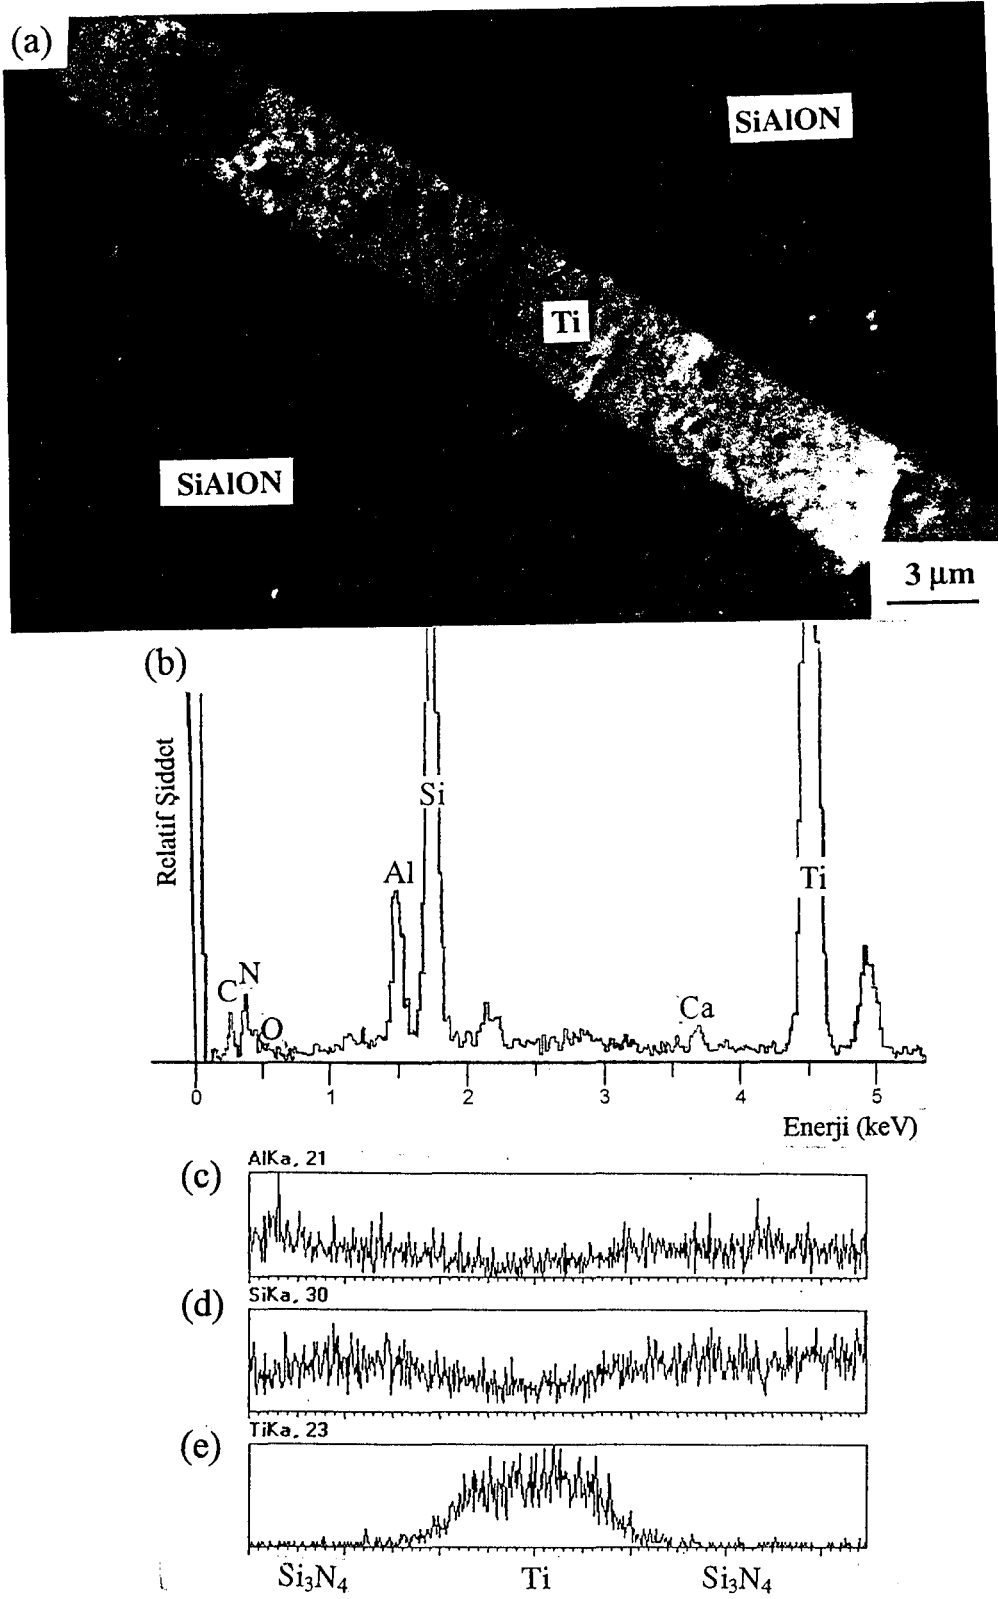 (a)
SiAlON
Ti
SiAlON
3 µm
(b)
Relatif Şiddet
Si
Al
Ti
N
C
O
Ca
0 1 2 3 4 5
Enerji (keV)
(c) AlKa, 21
(d) SiKa, 30
(e) TiKa, 23
Si₃N₄ Ti Si₃N₄